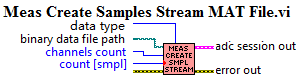 Meas Create Samples Stream MAT File.vi
data type
binary data file path
channels count
count [smpl]
MEAS
CREATE
SMPL
STREAM
adc session out
error out